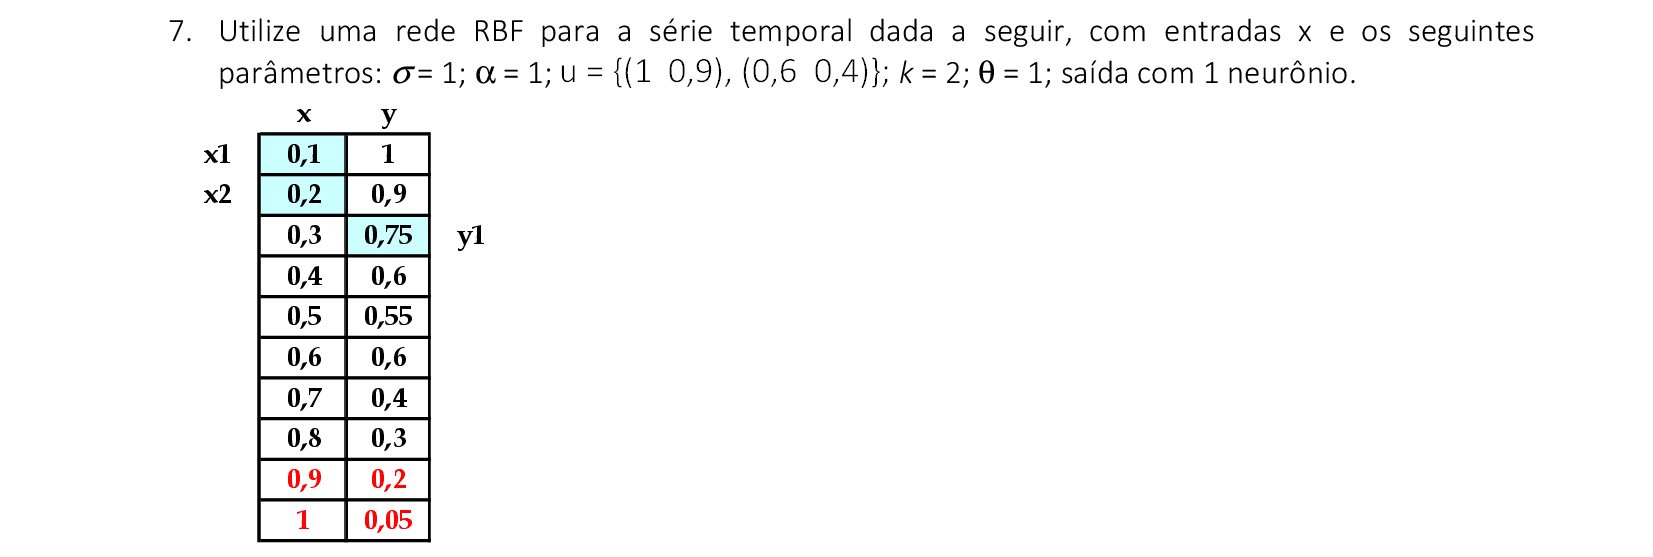 7. Utilize uma rede RBF para a série temporal dada a seguir, com entradas x e os seguintes
parâmetros: σ= 1; α = 1; u = {(1 0,9), (0,6 0,4)}; k = 2; θ = 1; saída com 1 neurônio.
x y
x1 0,1 1
x2 0,2 0,9
0,3 0,75 y1
0,4 0,6
0,5 0,55
0,6 0,6
0,7 0,4
0,8 0,3
0,9 0,2
1 0,05